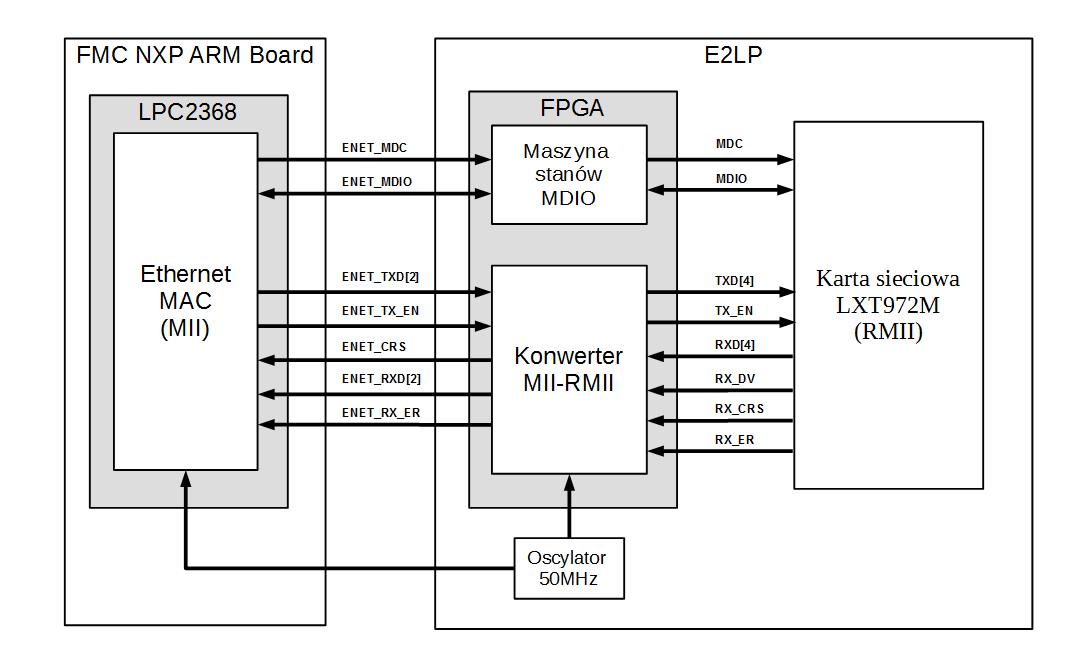 FMC NXP ARM Board
E2LP
LPC2368
FPGA
Ethernet
MAC
(MII)
ENET_MDC
ENET_MDIO
ENET_TXD[2]
ENET_TX_EN
ENET_CRS
ENET_RXD[2]
ENET_RX_ER
Maszyna
stanów
MDIO
Konwerter
MII-RMII
MDC
MDIO
TXD[4]
TX_EN
RXD[4]
RX_DV
RX_CRS
RX_ER
Karta sieciowa
LXT972M
(RMII)
Oscylator
50MHz